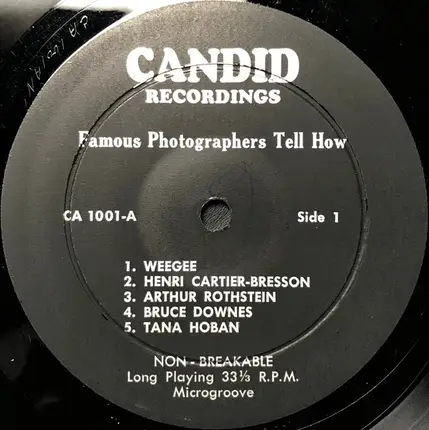 CANDID
RECORDINGS
Famous Photographers Tell How
CA 1001-A
Side 1
1. WEEGEE
2. HENRI CARTIER-BRESSON
3. ARTHUR ROTHSTEIN
4. BRUCE DOWNES
5. TANA HOBAN
NON-BREAKABLE
Long Playing 33⅓ R.P.M.
Microgroove